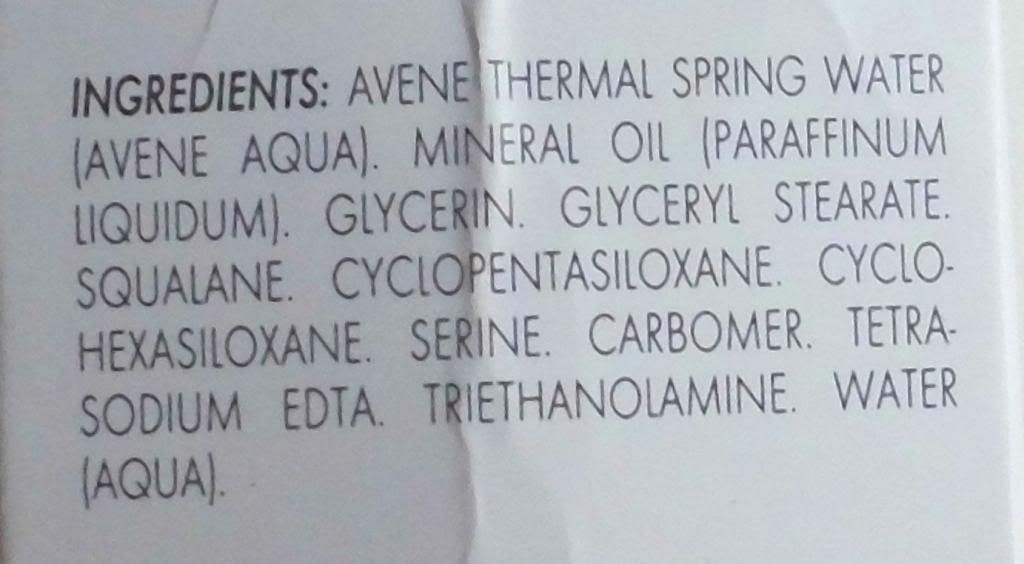 INGREDIENTS: AVENE THERMAL SPRING WATER
(AVENE AQUA). MINERAL OIL (PARAFFINUM
LIQUIDUM). GLYCERIN. GLYCERYL STEARATE.
SQUALANE. CYCLOPENTASILOXANE. CYCLO-
HEXASILOXANE. SERINE. CARBOMER. TETRA-
SODIUM EDTA. TRIETHANOLAMINE. WATER
(AQUA).